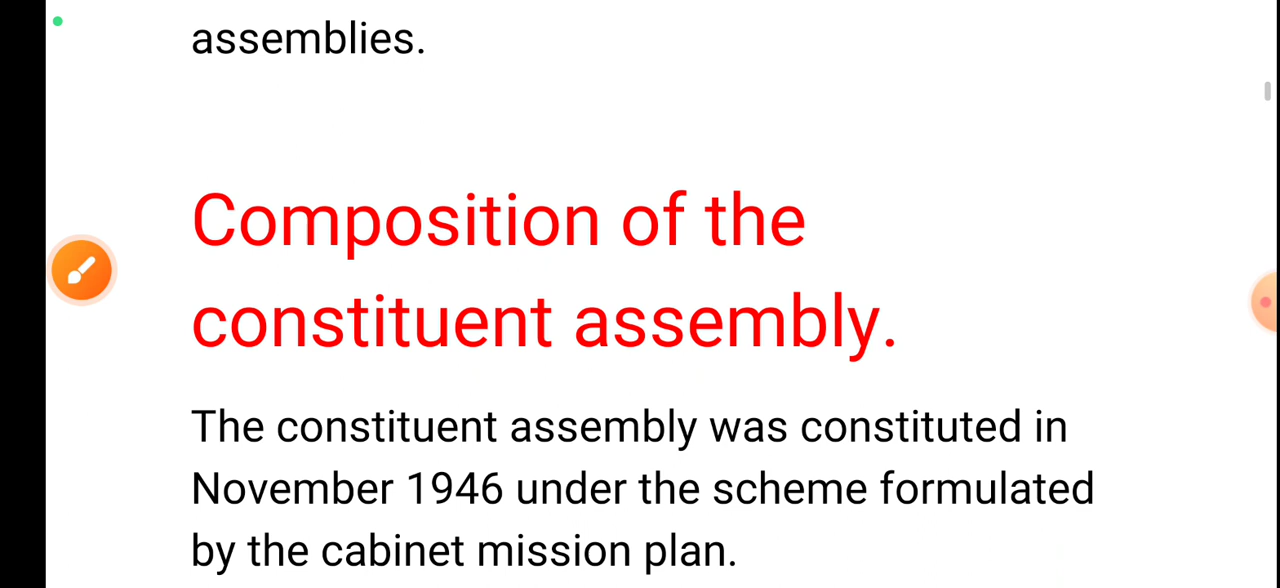 assemblies.
Composition of the
constituent assembly.
The constituent assembly was constituted in
November 1946 under the scheme formulated
by the cabinet mission plan.